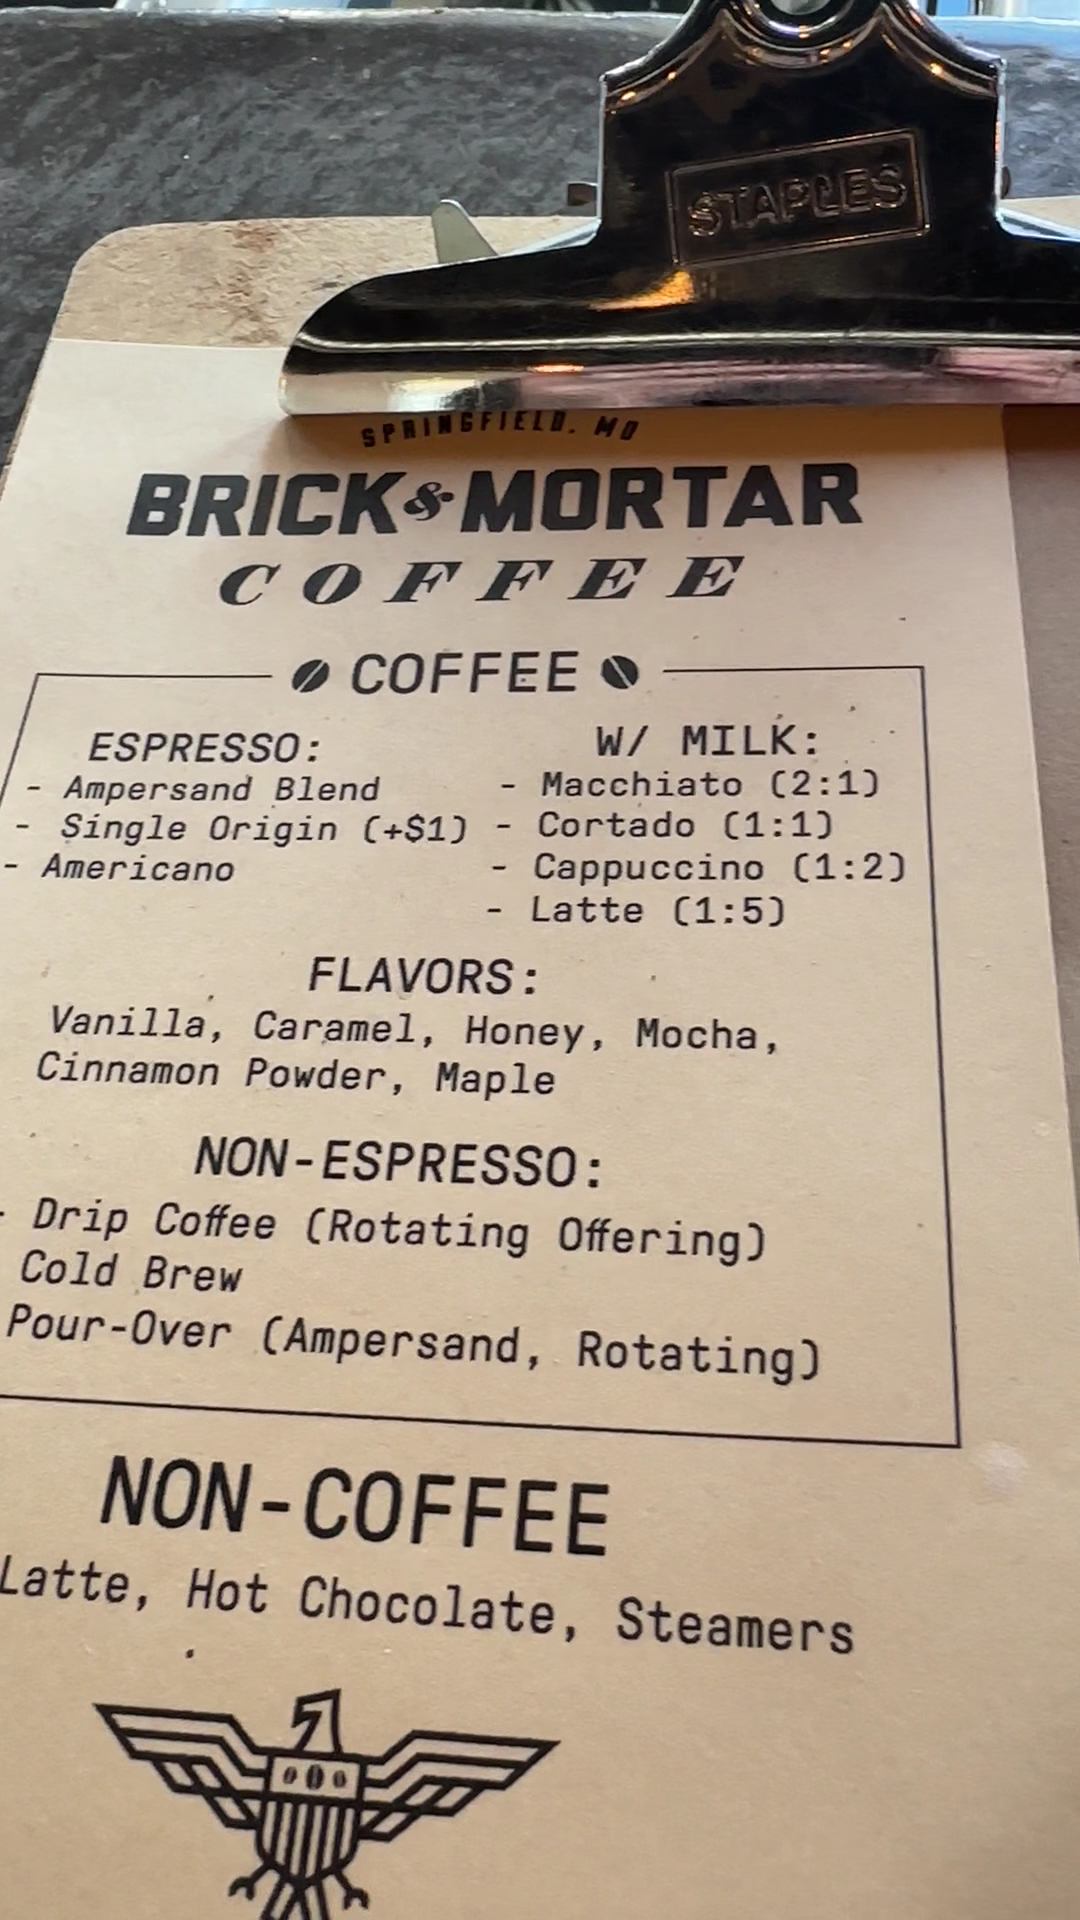 STAPLES
SPRINGFIELD, MO
BRICK & MORTAR
COFFEE
COFFEE
ESPRESSO:
- Ampersand Blend
- Single Origin (+$1)
- Americano
W/ MILK:
- Macchiato (2:1)
- Cortado (1:1)
- Cappuccino (1:2)
- Latte (1:5)
FLAVORS:
Vanilla, Caramel, Honey, Mocha,
Cinnamon Powder, Maple
NON-ESPRESSO:
- Drip Coffee (Rotating Offering)
Cold Brew
Pour-Over (Ampersand, Rotating)
NON-COFFEE
Latte, Hot Chocolate, Steamers